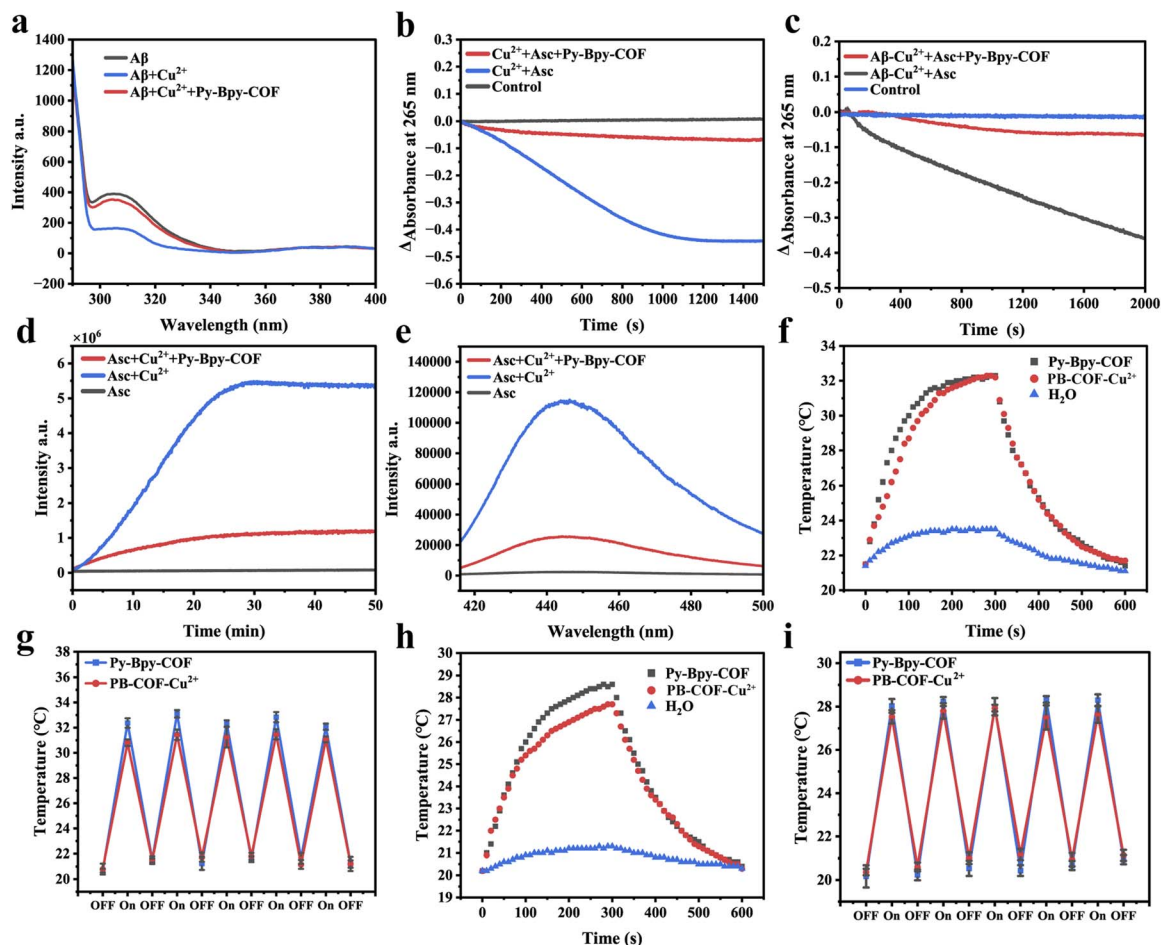 a
1400
1200
1000
800
600
400
200
0
−200
Intensity a.u.
Aβ
Aβ+Cu²⁺
Aβ+Cu²⁺+Py-Bpy-COF
300
320
340
360
380
400
Wavelength (nm)
b
0.3
0.2
0.1
0.0
−0.1
−0.2
−0.3
−0.4
−0.5
−0.6
Δ Absorbance at 265 nm
Cu²⁺+Asc+Py-Bpy-COF
Cu²⁺+Asc
Control
0
200
400
600
800
1000
1200
1400
Time (s)
c
0.2
0.1
0.0
−0.1
−0.2
−0.3
−0.4
−0.5
Δ Absorbance at 265 nm
Aβ-Cu²⁺+Asc+Py-Bpy-COF
Aβ-Cu²⁺+Asc
Control
0
400
800
1200
1600
2000
Time (s)
d
×10⁶
6
5
4
3
2
1
0
Intensity a.u.
Asc+Cu²⁺+Py-Bpy-COF
Asc+Cu²⁺
Asc
0
10
20
30
40
50
Time (min)
e
140000
120000
100000
80000
60000
40000
20000
0
Intensity a.u.
Asc+Cu²⁺+Py-Bpy-COF
Asc+Cu²⁺
Asc
420
440
460
480
500
Wavelength (nm)
f
34
32
30
28
26
24
22
20
Temperature (°C)
Py-Bpy-COF
PB-COF-Cu²⁺
H₂O
0
100
200
300
400
500
600
Time (s)
g
38
36
34
32
30
28
26
24
22
20
Temperature (°C)
Py-Bpy-COF
PB-COF-Cu²⁺
OFF On OFF On OFF On OFF On OFF On OFF
h
30
29
28
27
26
25
24
23
22
21
20
19
Temperature (°C)
Py-Bpy-COF
PB-COF-Cu²⁺
H₂O
0
100
200
300
400
500
600
Time (s)
i
30
28
26
24
22
20
Temperature (°C)
Py-Bpy-COF
PB-COF-Cu²⁺
OFF On OFF On OFF On OFF On OFF On OFF